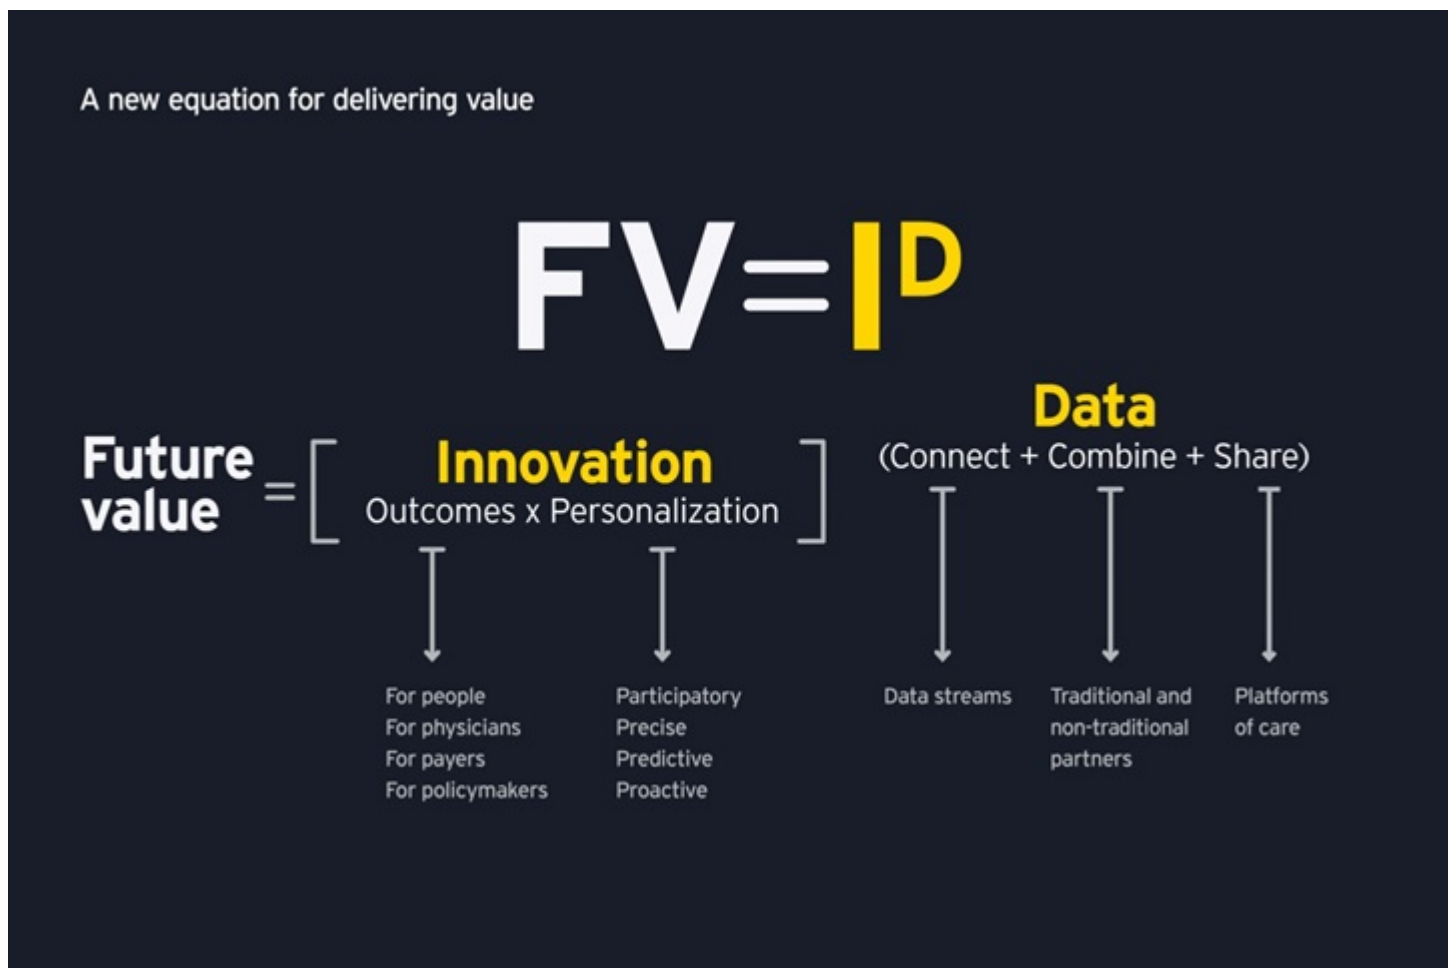 A new equation for delivering value
FV=I^D
Data
Future
value
=
[
Innovation
]
(Connect + Combine + Share)
Outcomes x Personalization
For people
For physicians
For payers
For policymakers
Participatory
Precise
Predictive
Proactive
Data streams
Traditional and
non-traditional
partners
Platforms
of care